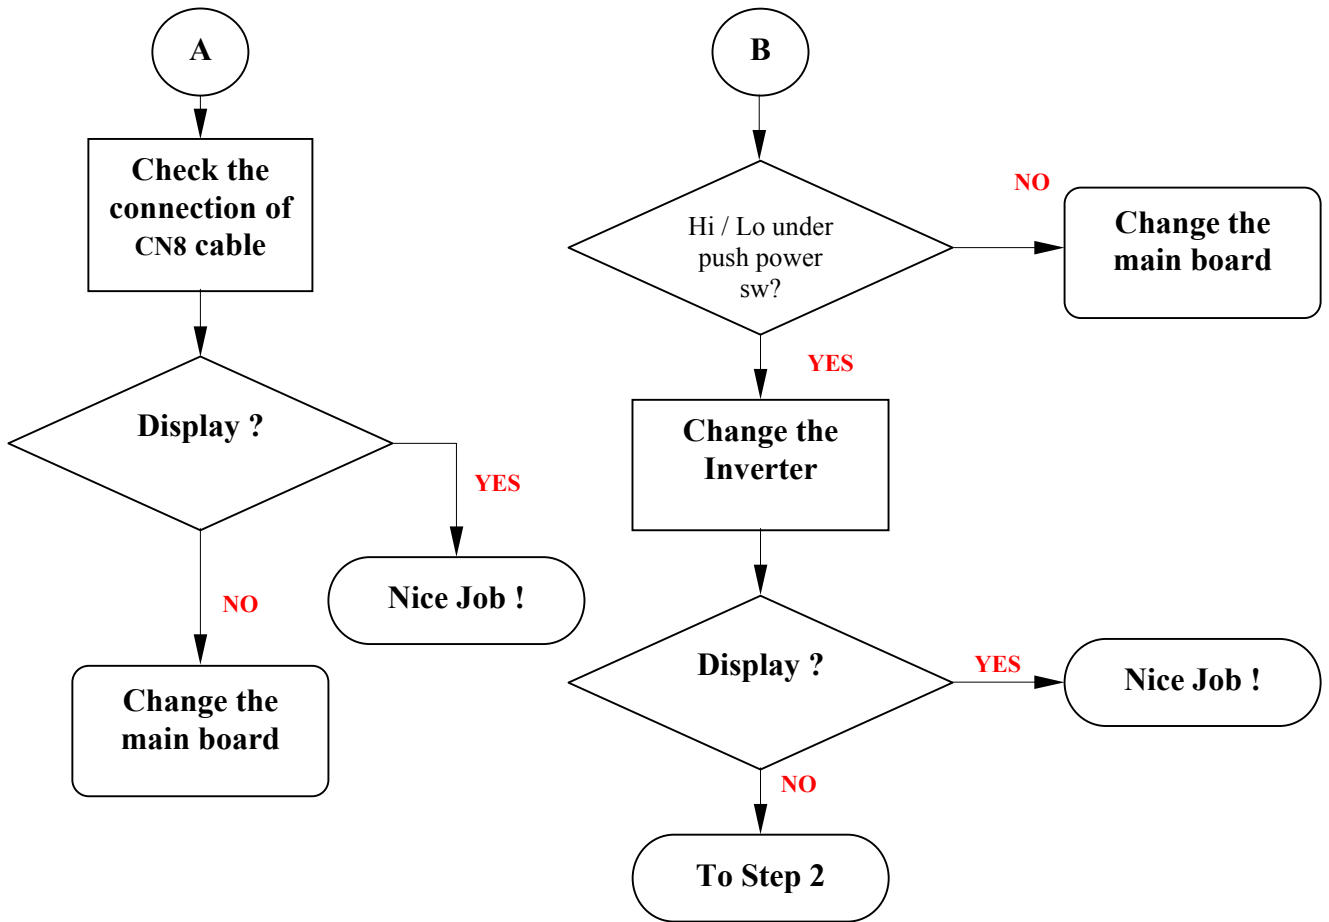 A
Check the
connection of
CN8 cable
Display ?
YES
Nice Job !
NO
Change the
main board
B
Hi / Lo under
push power
sw?
NO
Change the
main board
YES
Change the
Inverter
Display ?
YES
Nice Job !
NO
To Step 2